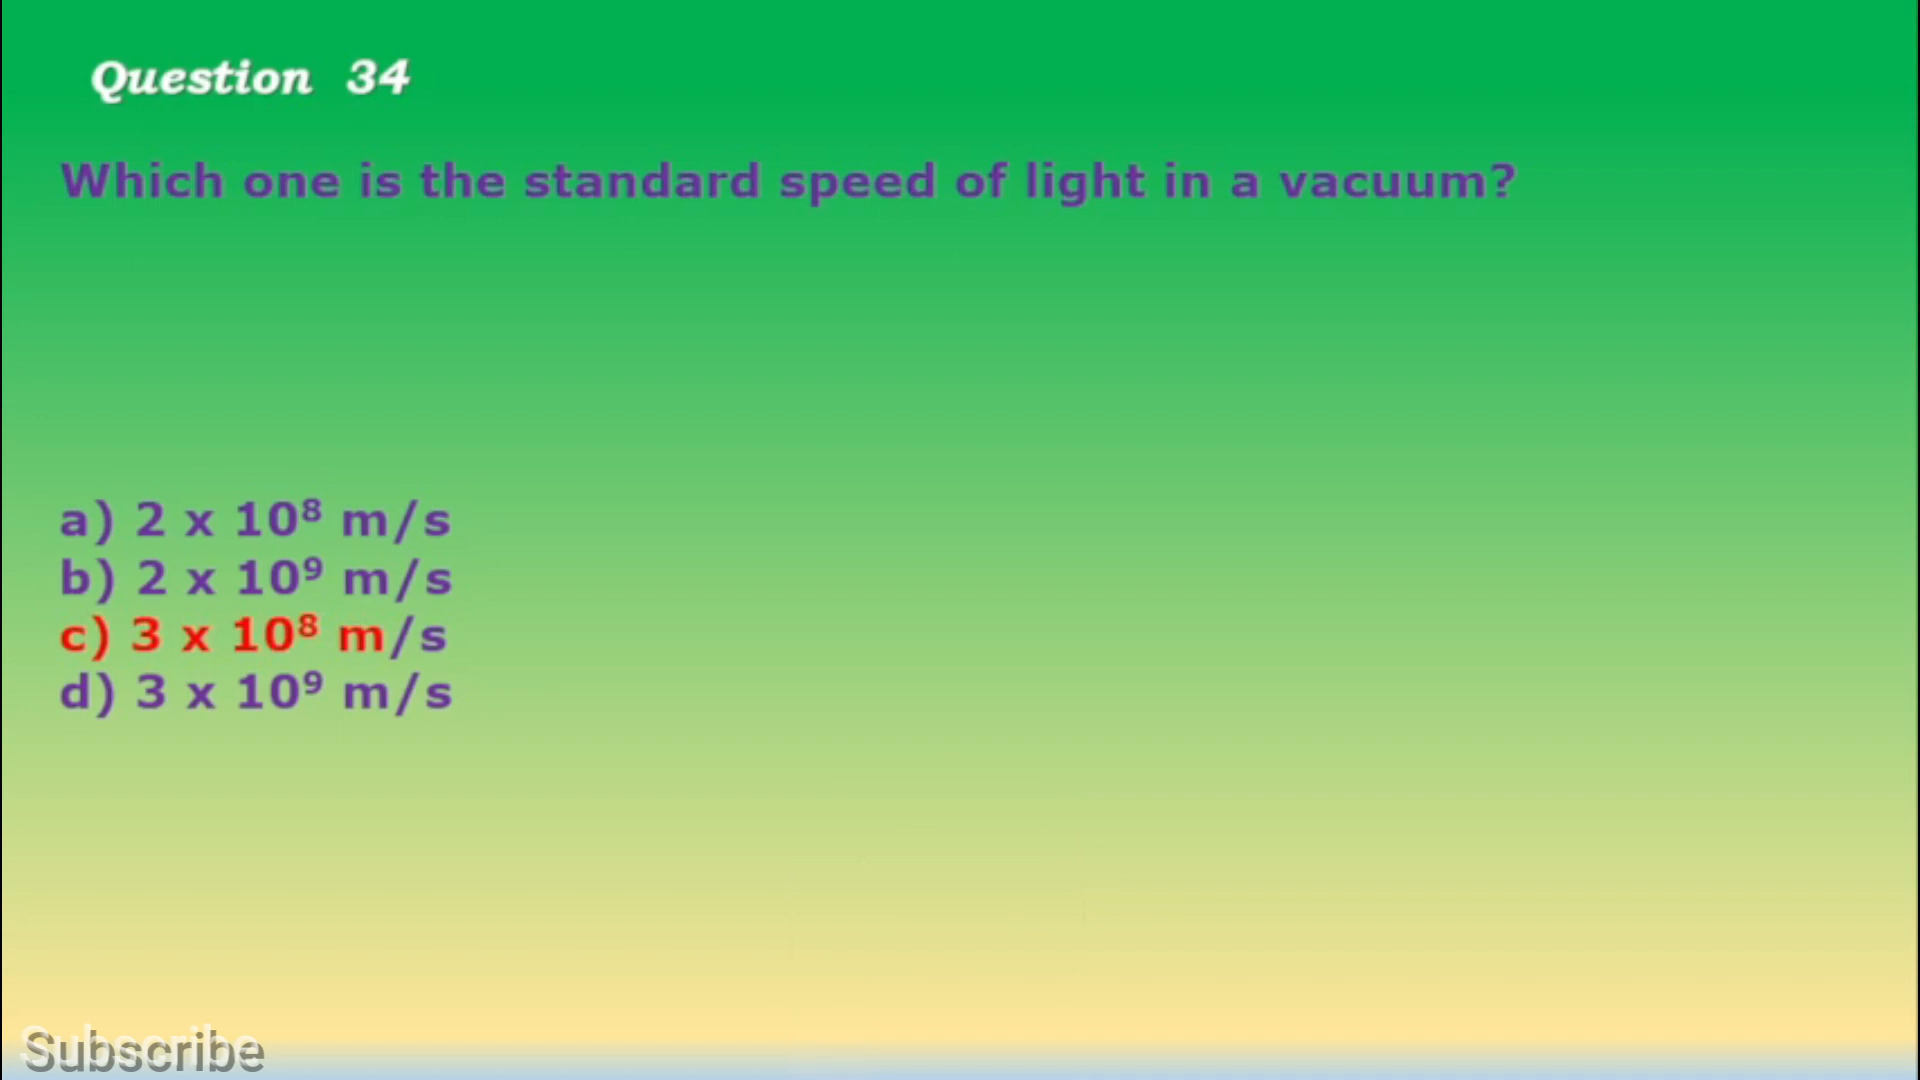 Question 34
Which one is the standard speed of light in a vacuum?
a) 2 x 10⁸ m/s
b) 2 x 10⁹ m/s
c) 3 x 10⁸ m/s
d) 3 x 10⁹ m/s
Subscribe